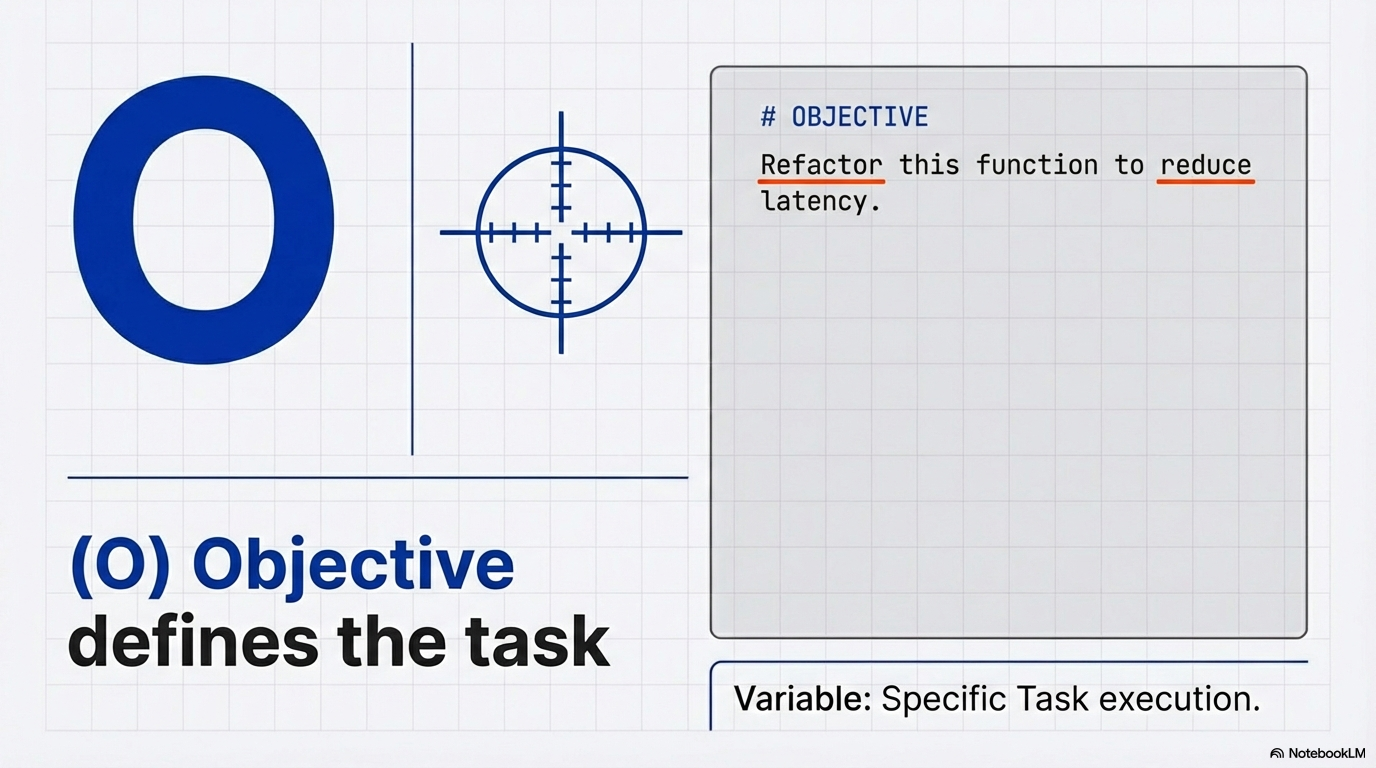 O
(O) Objective
defines the task
# OBJECTIVE
Refactor this function to reduce
latency.
Variable: Specific Task execution.
NotebookLM